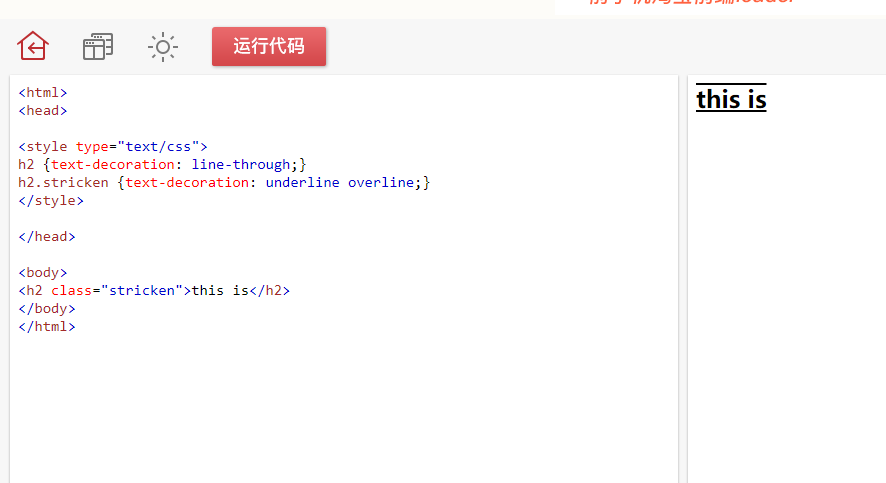 运行代码
<html>
<head>
<style type="text/css">
h2 {text-decoration: line-through;}
h2.stricken {text-decoration: underline overline;}
</style>
</head>
<body>
<h2 class="stricken">this is</h2>
</body>
</html>
this is